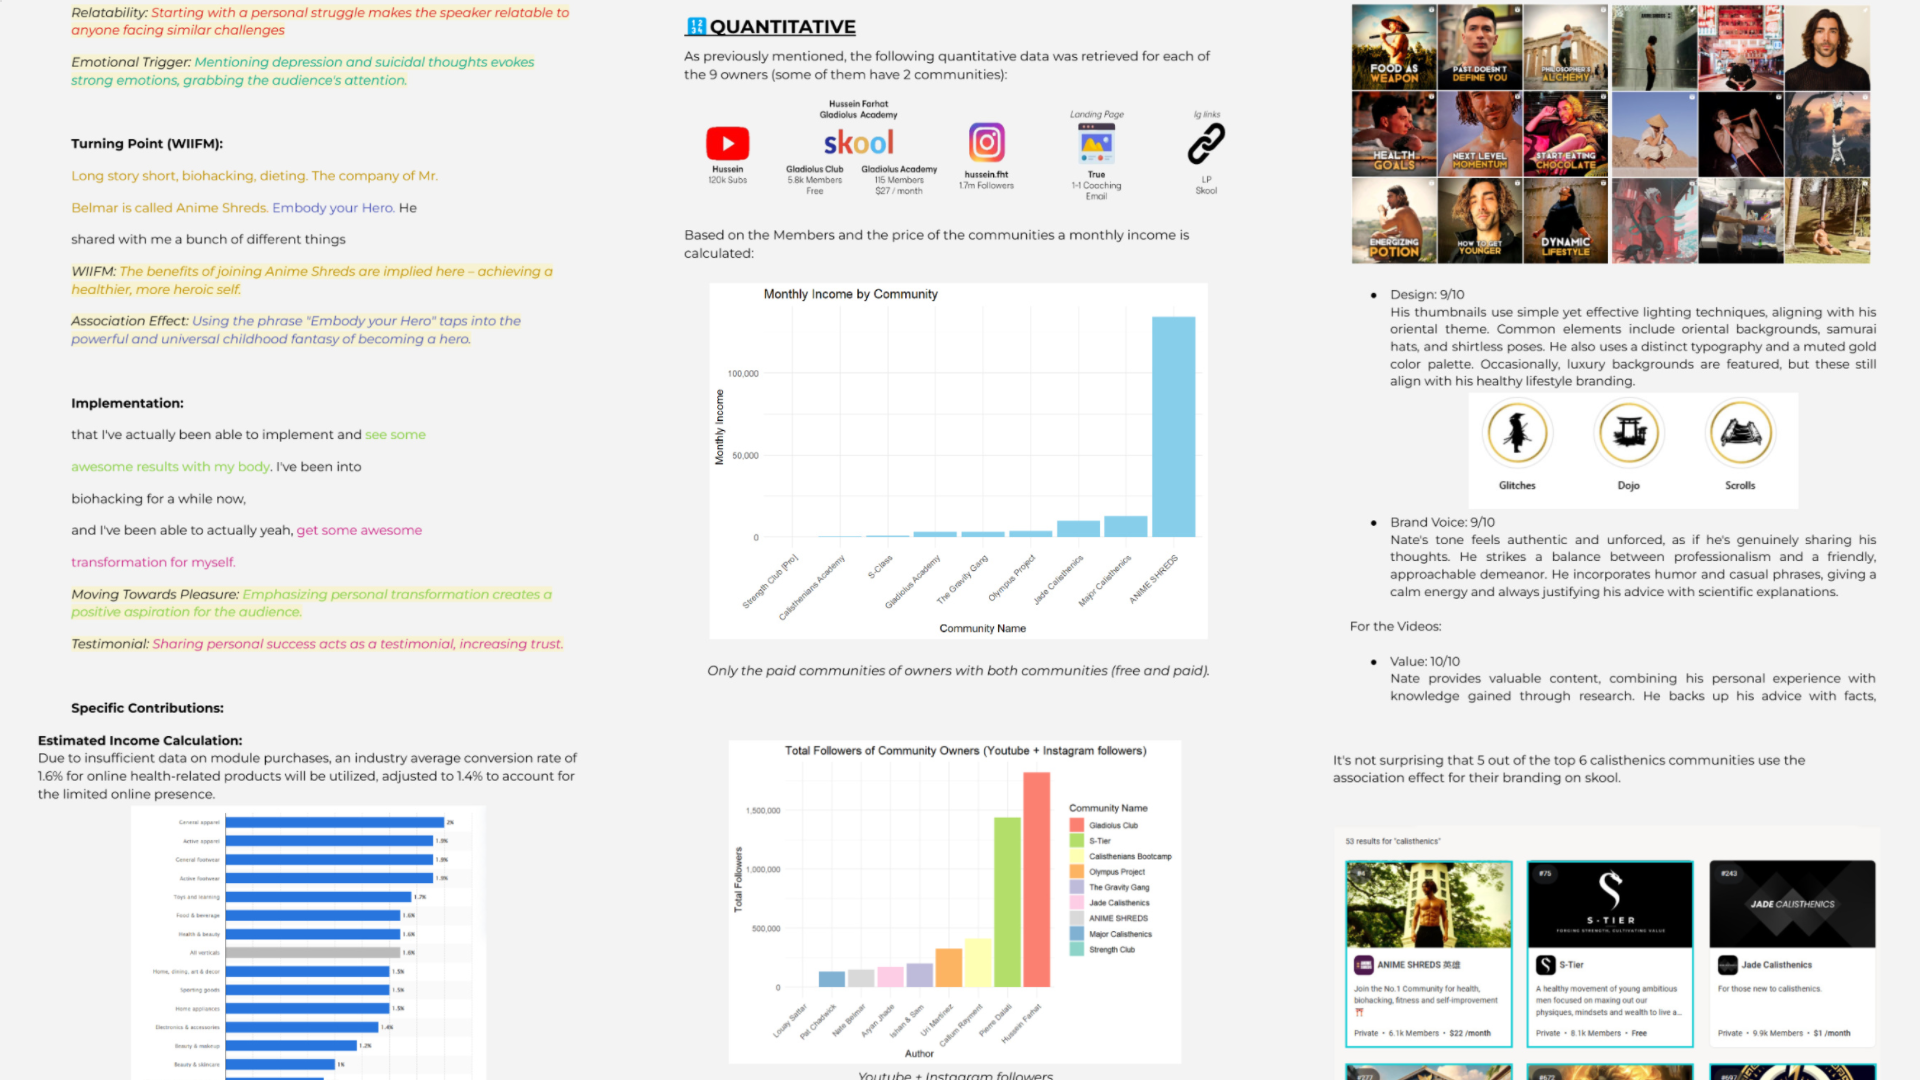 Relatability: Starting with a personal struggle makes the speaker relatable to
anyone facing similar challenges
Emotional Trigger: Mentioning depression and suicidal thoughts evokes
strong emotions, grabbing the audience's attention.
Turning Point (WIIFM):
Long story short, biohacking, dieting. The company of Mr.
Belmar is called Anime Shreds. Embody your Hero. He
shared with me a bunch of different things
WIIFM: The benefits of joining Anime Shreds are implied here – achieving a
healthier, more heroic self.
Association Effect: Using the phrase "Embody your Hero" taps into the
powerful and universal childhood fantasy of becoming a hero.
Implementation:
that I've actually been able to implement and see some
awesome results with my body. I've been into
biohacking for a while now,
and I've been able to actually yeah, get some awesome
transformation for myself.
Moving Towards Pleasure: Emphasizing personal transformation creates a
positive aspiration for the audience.
Testimonial: Sharing personal success acts as a testimonial, increasing trust.
Specific Contributions:
Estimated Income Calculation:
Due to insufficient data on module purchases, an industry average conversion rate of
1.6% for online health-related products will be utilized, adjusted to 1.4% to account for
the limited online presence.
General apparel 2%
Active apparel 1.9%
General footwear 1.9%
Active footwear 1.9%
Toys and learning 1.7%
Food & beverage 1.6%
Health & beauty 1.6%
All verticals 1.6%
Home, dining, art & decor 1.5%
Sporting goods 1.5%
Home appliances 1.5%
Electronics & accessories 1.4%
Beauty & makeup 1.2%
Beauty & skincare 1%
QUANTITATIVE
As previously mentioned, the following quantitative data was retrieved for each of
the 9 owners (some of them have 2 communities):
Hussein Farhat
Gladiolus Academy
Hussein
120k Subs
skool
Gladiolus Club
5.8k Members
Free
Gladiolus Academy
115 Members
$27 / month
hussein.fht
1.7m Followers
Landing Page
True
1-1 Coaching
Email
Ig links
LP
Skool
Based on the Members and the price of the communities a monthly income is
calculated:
Monthly Income by Community
Monthly Income
100,000
50,000
0
Strength Club [Pro]
Calisthenians Academy
S-Class
Gladiolus Academy
The Gravity Gang
Olympus Project
Jade Calisthenics
Major Calisthenics
ANIME SHREDS
Community Name
Only the paid communities of owners with both communities (free and paid).
Total Followers of Community Owners (Youtube + Instagram followers)
Total Followers
1,500,000
1,000,000
500,000
0
Louay Sattar
Pat Chadwick
Nate Belmar
Aryan Jhade
Ishan & Sam
Uri Martinez
Callum Rayment
Pierre Dalati
Hussein Farhat
Author
Community Name
Gladiolus Club
S-Tier
Calisthenians Bootcamp
Olympus Project
The Gravity Gang
Jade Calisthenics
ANIME SHREDS
Major Calisthenics
Strength Club
Youtube + Instagram followers
FOOD AS
WEAPON
PAST DOESN'T
DEFINE YOU
PHILOSOPHER'S
ALCHEMY
HEALTH
GOALS
NEXT LEVEL
MOMENTUM
START EATING
CHOCOLATE
ENERGIZING
POTION
HOW TO GET
YOUNGER
DYNAMIC
LIFESTYLE
● Design: 9/10
His thumbnails use simple yet effective lighting techniques, aligning with his
oriental theme. Common elements include oriental backgrounds, samurai
hats, and shirtless poses. He also uses a distinct typography and a muted gold
color palette. Occasionally, luxury backgrounds are featured, but these still
align with his healthy lifestyle branding.
Glitches
Dojo
Scrolls
● Brand Voice: 9/10
Nate's tone feels authentic and unforced, as if he's genuinely sharing his
thoughts. He strikes a balance between professionalism and a friendly,
approachable demeanor. He incorporates humor and casual phrases, giving a
calm energy and always justifying his advice with scientific explanations.
For the Videos:
● Value: 10/10
Nate provides valuable content, combining his personal experience with
knowledge gained through research. He backs up his advice with facts,
It's not surprising that 5 out of the top 6 calisthenics communities use the
association effect for their branding on skool.
53 results for "calisthenics"
#4
ANIME SHREDS 英雄
Join the No.1 Community for health,
biohacking, fitness and self-improvement
Private • 6.1k Members • $22 /month
#75
S-TIER
FORGING STRENGTH, CULTIVATING VALUE
S-Tier
A healthy movement of young ambitious
men focused on maxing out our
physiques, mindsets and wealth to live a...
Private • 8.1k Members • Free
#243
JADE CALISTHENICS
Jade Calisthenics
For those new to calisthenics.
Private • 9.9k Members • $1 /month
#672
#697